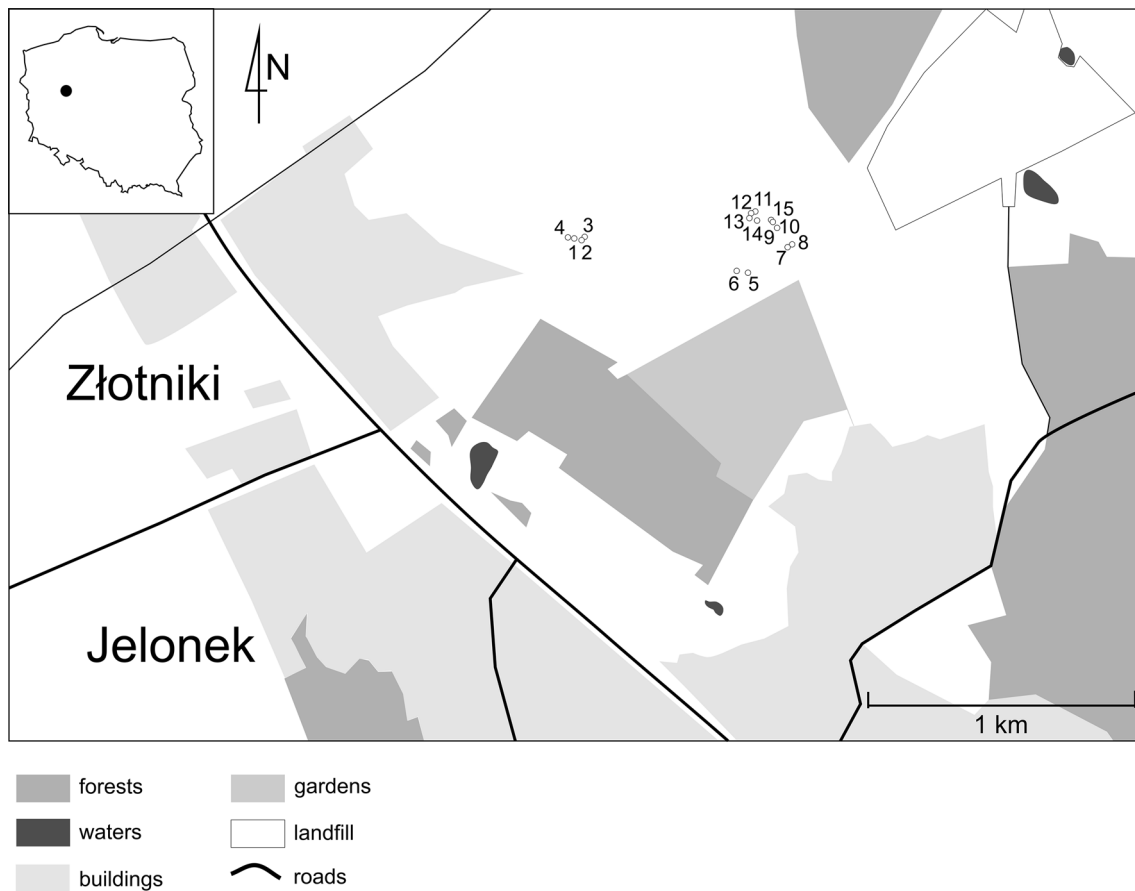 N
12 11
15
13
14 9 10
4 3
1 2
8
7
6 5
Złotniki
Jelonek
1 km
forests
gardens
waters
landfill
buildings
roads